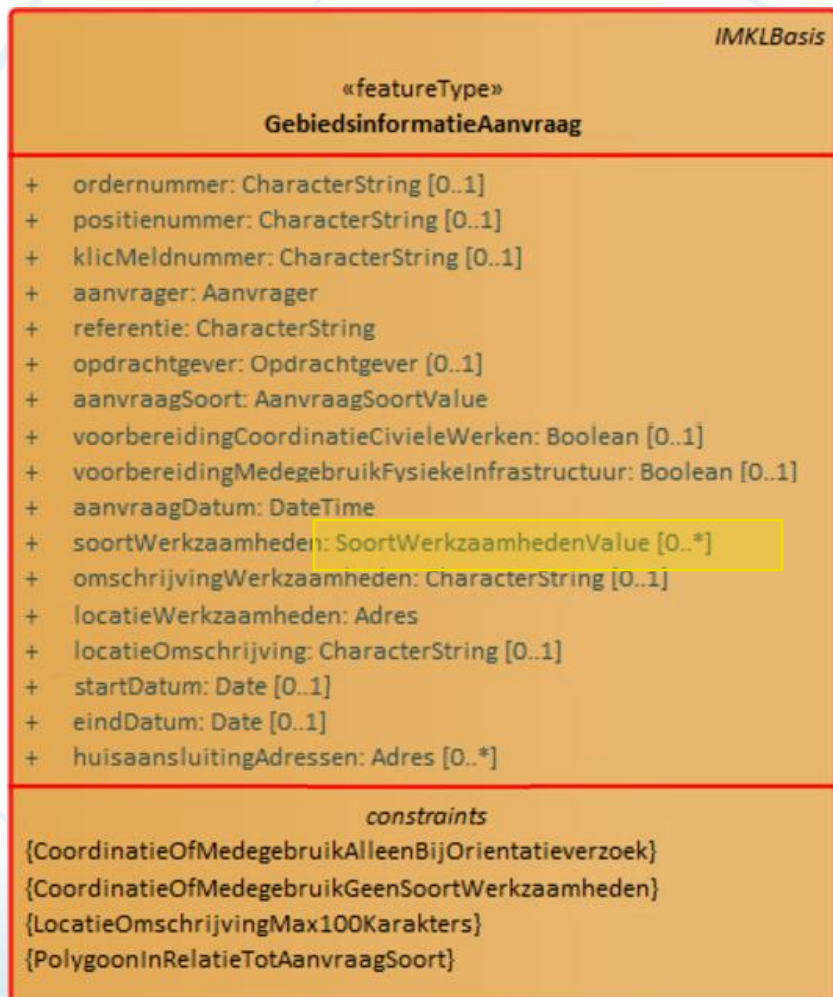 IMKLBasis
«featureType»
GebiedsinformatieAanvraag
+ ordernummer: CharacterString [0..1]
+ positienummer: CharacterString [0..1]
+ klicMeldnummer: CharacterString [0..1]
+ aanvrager: Aanvrager
+ referentie: CharacterString
+ opdrachtgever: Opdrachtgever [0..1]
+ aanvraagSoort: AanvraagSoortValue
+ voorbereidingCoordinatieCivieleWerken: Boolean [0..1]
+ voorbereidingMedegebruikFysiekeInfrastructuur: Boolean [0..1]
+ aanvraagDatum: DateTime
+ soortWerkzaamheden: SoortWerkzaamhedenValue [0..*]
+ omschrijvingWerkzaamheden: CharacterString [0..1]
+ locatieWerkzaamheden: Adres
+ locatieOmschrijving: CharacterString [0..1]
+ startDatum: Date [0..1]
+ eindDatum: Date [0..1]
+ huisaansluitingAdressen: Adres [0..*]
constraints
{CoordinatieOfMedegebruikAlleenBijOrientatieverzoek}
{CoordinatieOfMedegebruikGeenSoortWerkzaamheden}
{LocatieOmschrijvingMax100Karakters}
{PolygoonInRelatieTotAanvraagSoort}